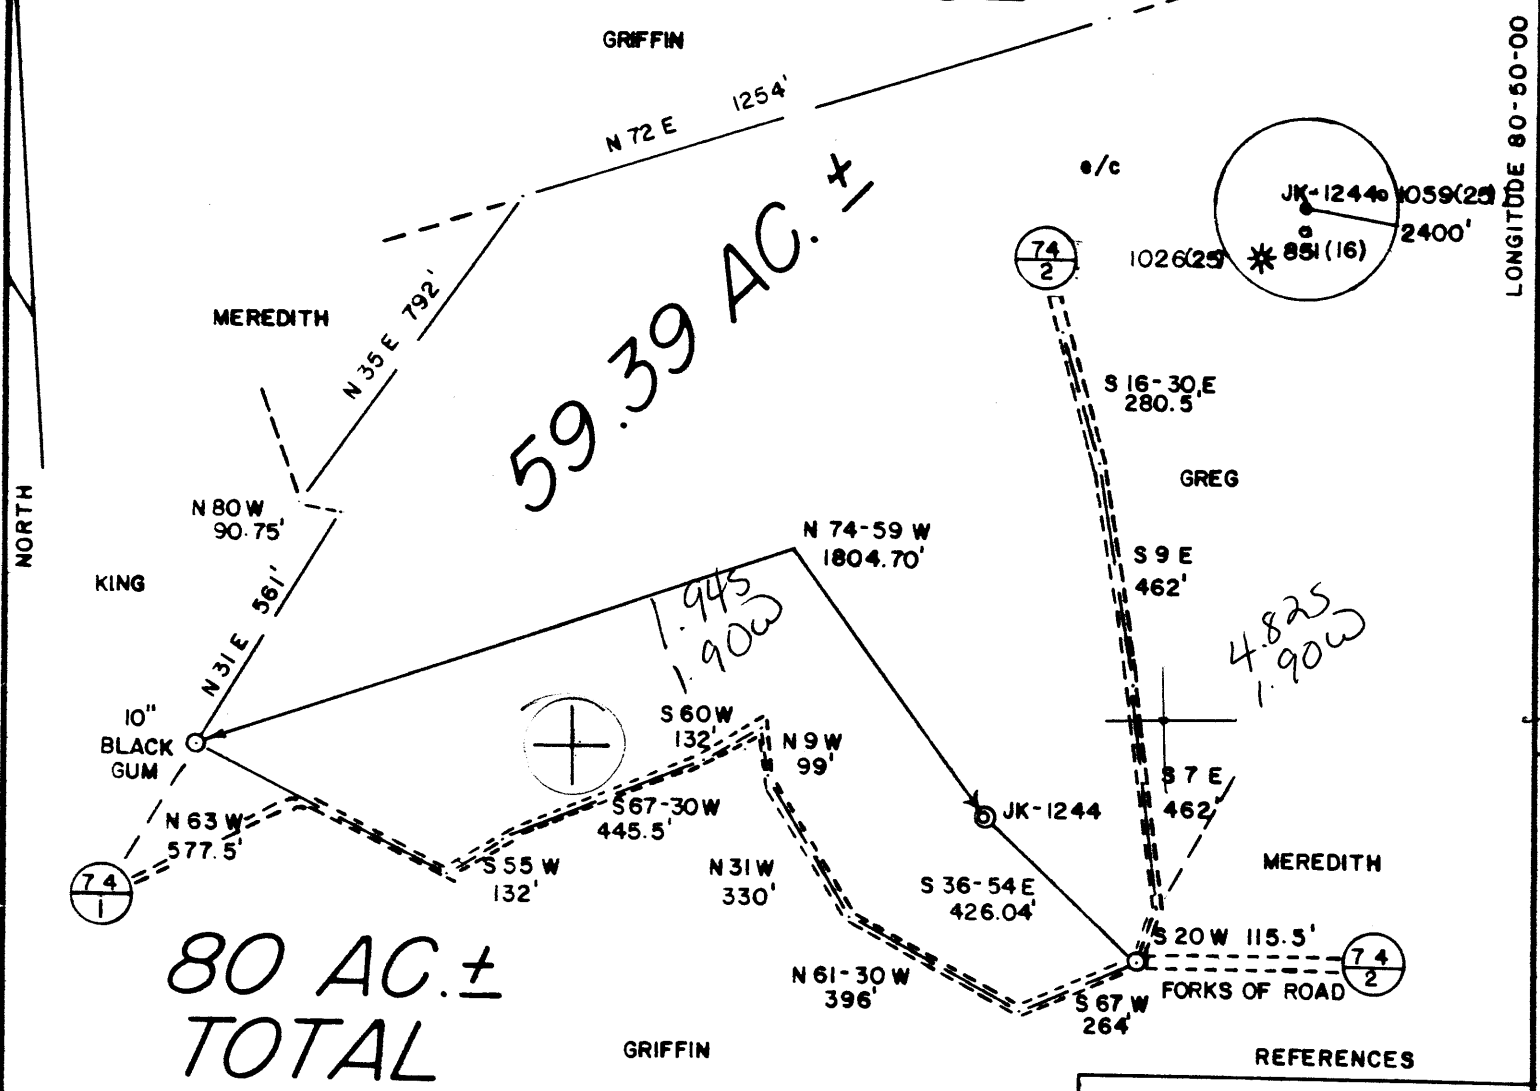 GRIFFIN
LONGITUDE 80-50-00
1254'
N 72 E
59.39 AC. ±
e/c
JK-1244
1059(25)
2400'
851(16)
1026(25)
74
2
N 35 E 792'
MEREDITH
S 16-30 E
280.5'
GREG
NORTH
N 80 W
90.75'
N 74-59 W
1804.70'
S 9 E
462'
KING
N 31 E 561'
1.94S
1.90W
4.82S
1.90W
10"
BLACK
GUM
S 60 W
132'
N 9 W
99'
S 7 E
462'
N 63 W
577.5'
S 67-30 W
445.5'
JK-1244
S 55 W
132'
N 31 W
330'
S 36-54 E
426.04'
MEREDITH
74
1
S 20 W 115.5'
74
2
FORKS OF ROAD
N 61-30 W
396'
S 67 W
264'
80 AC. ±
TOTAL
GRIFFIN
REFERENCES